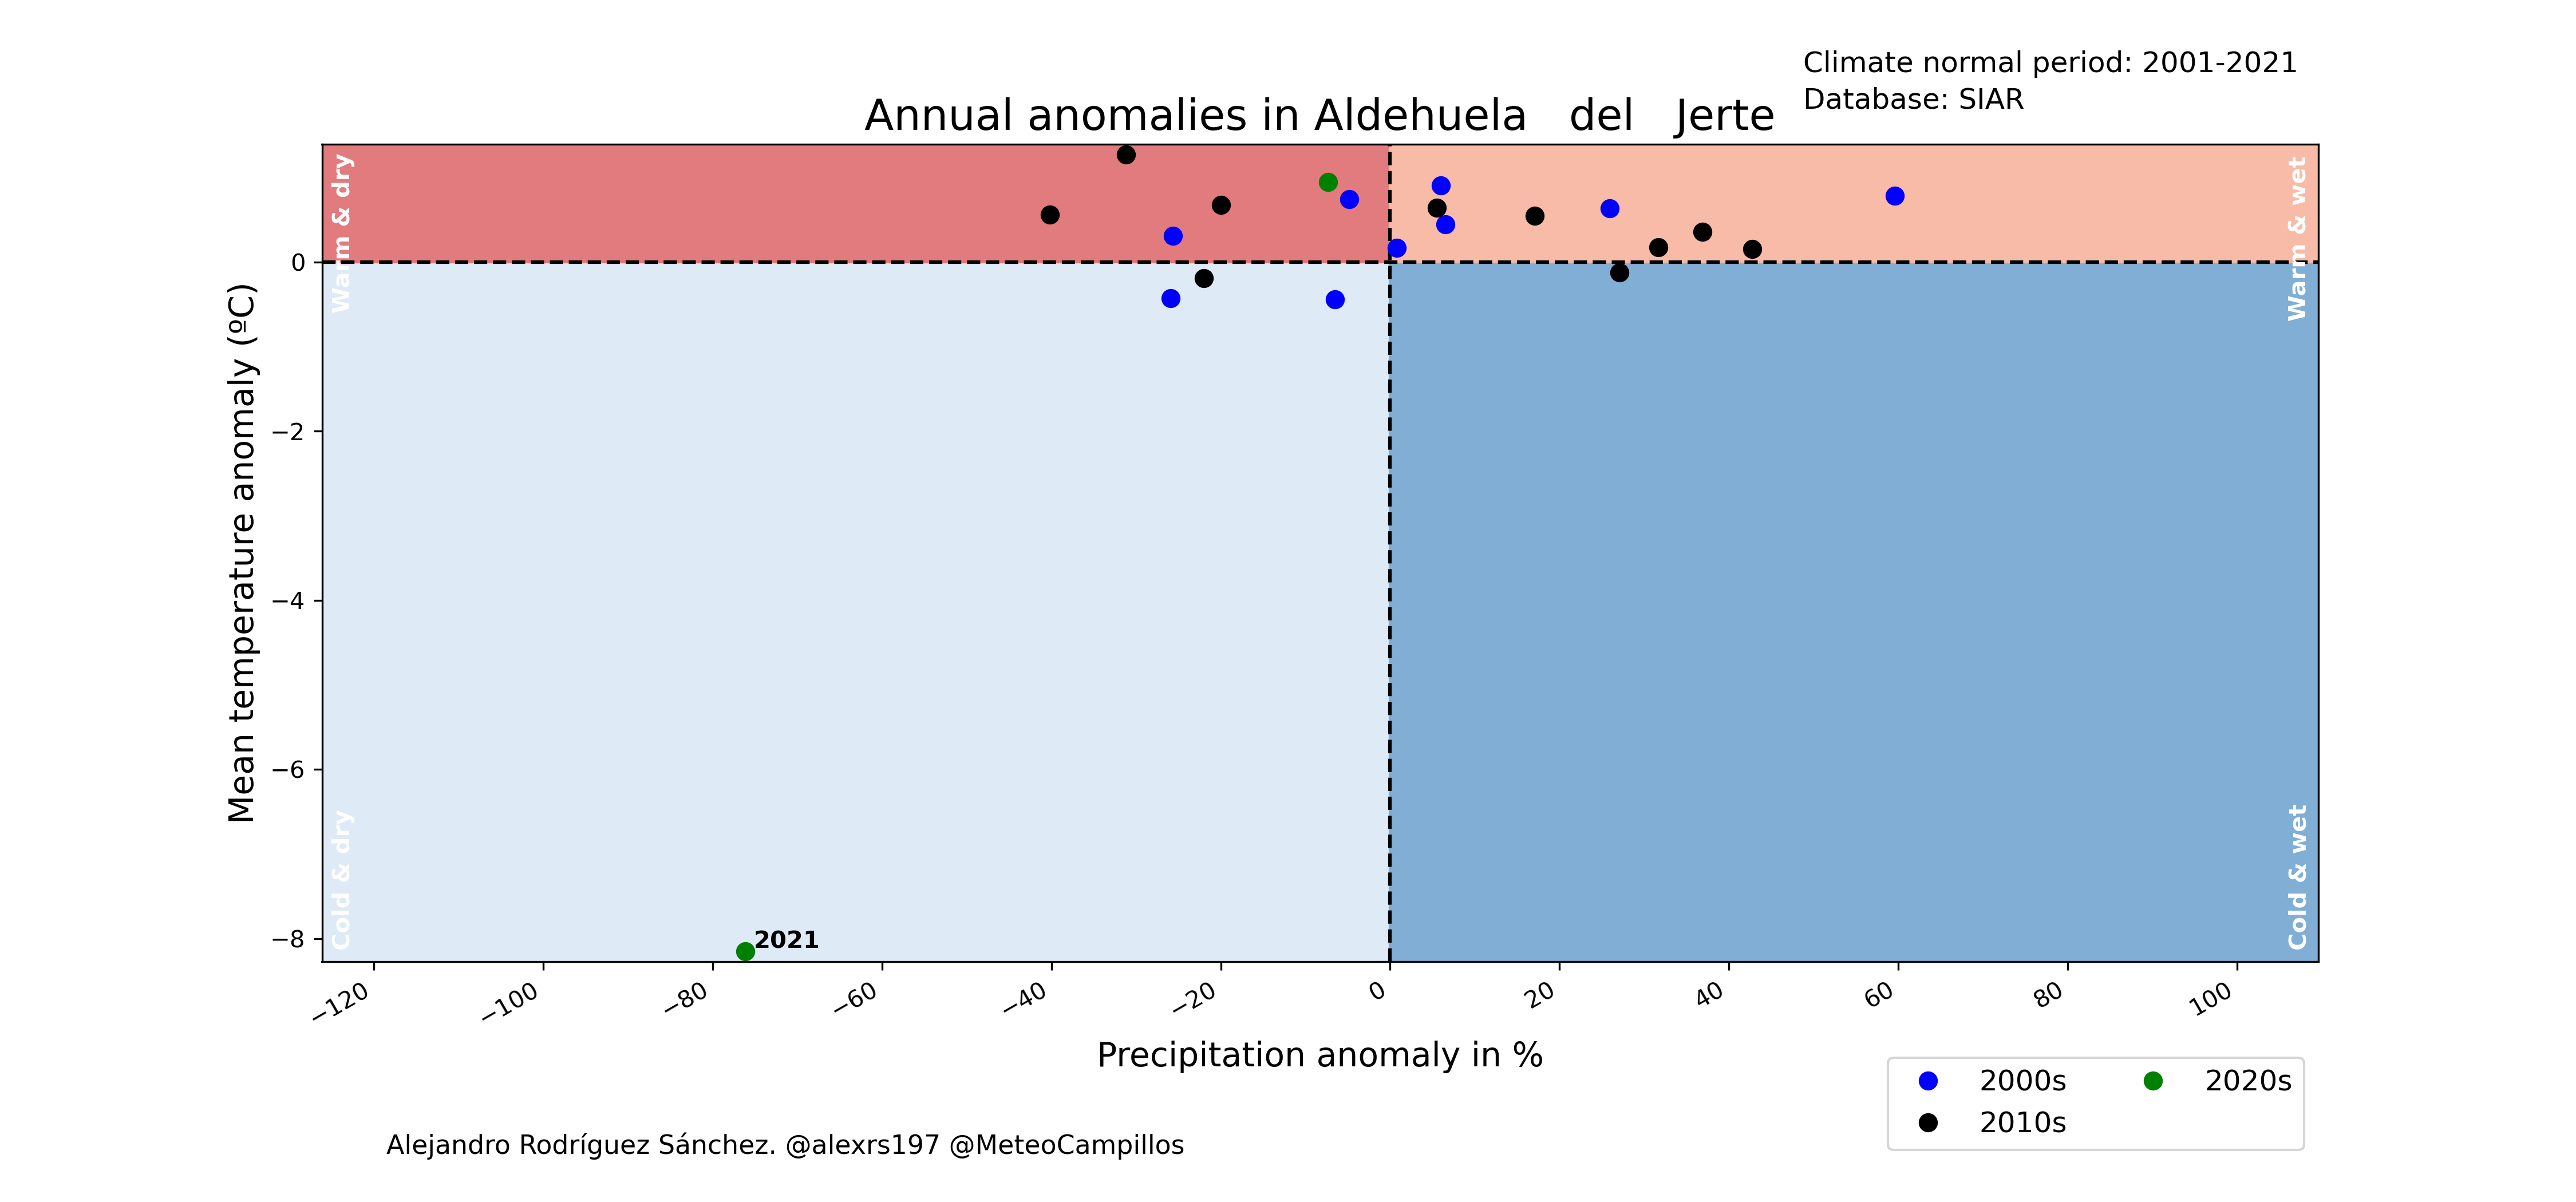 Climate normal period: 2001-2021
Database: SIAR
Annual anomalies in Aldehuela   del   Jerte
Warm & dry
Warm & wet
Mean temperature anomaly (ºC)
0
−2
−4
−6
−8
Cold & dry
Cold & wet
2021
−120
−100
−80
−60
−40
−20
0
20
40
60
80
100
Precipitation anomaly in %
2000s
2010s
2020s
Alejandro Rodríguez Sánchez. @alexrs197 @MeteoCampillos